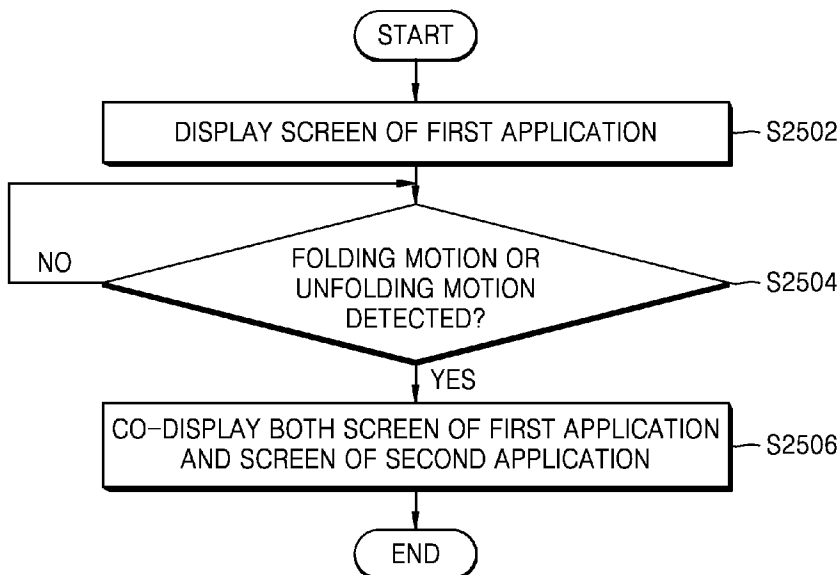 START
DISPLAY SCREEN OF FIRST APPLICATION
S2502
NO
FOLDING MOTION OR
UNFOLDING MOTION
DETECTED?
S2504
YES
CO-DISPLAY BOTH SCREEN OF FIRST APPLICATION
AND SCREEN OF SECOND APPLICATION
S2506
END